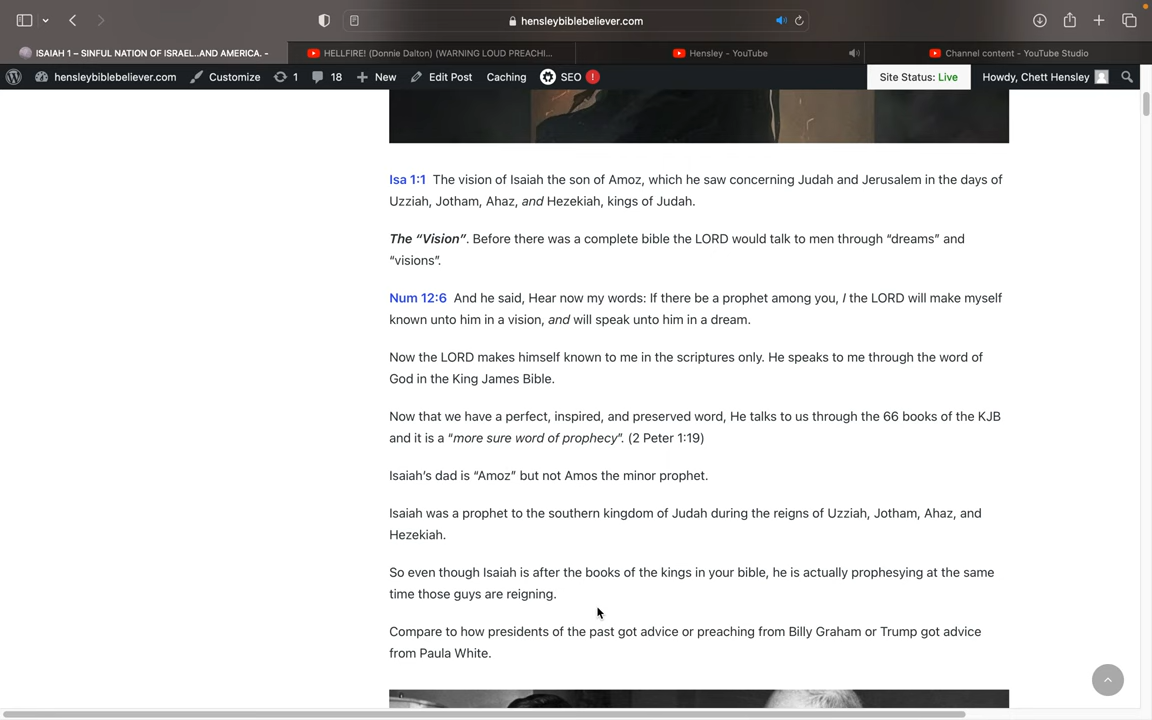 hensleybiblebeliever.com
ISAIAH 1 – SINFUL NATION OF ISRAEL..AND AMERICA. -
HELLFIRE! (Donnie Dalton) (WARNING LOUD PREACHI...
Hensley - YouTube
Channel content - YouTube Studio
hensleybiblebeliever.com Customize 1 18 New Edit Post Caching SEO ! Site Status: Live Howdy, Chett Hensley
Isa 1:1 The vision of Isaiah the son of Amoz, which he saw concerning Judah and Jerusalem in the days of
Uzziah, Jotham, Ahaz, and Hezekiah, kings of Judah.
The “Vision”. Before there was a complete bible the LORD would talk to men through “dreams” and
“visions”.
Num 12:6 And he said, Hear now my words: If there be a prophet among you, I the LORD will make myself
known unto him in a vision, and will speak unto him in a dream.
Now the LORD makes himself known to me in the scriptures only. He speaks to me through the word of
God in the King James Bible.
Now that we have a perfect, inspired, and preserved word, He talks to us through the 66 books of the KJB
and it is a “more sure word of prophecy”. (2 Peter 1:19)
Isaiah’s dad is “Amoz” but not Amos the minor prophet.
Isaiah was a prophet to the southern kingdom of Judah during the reigns of Uzziah, Jotham, Ahaz, and
Hezekiah.
So even though Isaiah is after the books of the kings in your bible, he is actually prophesying at the same
time those guys are reigning.
Compare to how presidents of the past got advice or preaching from Billy Graham or Trump got advice
from Paula White.